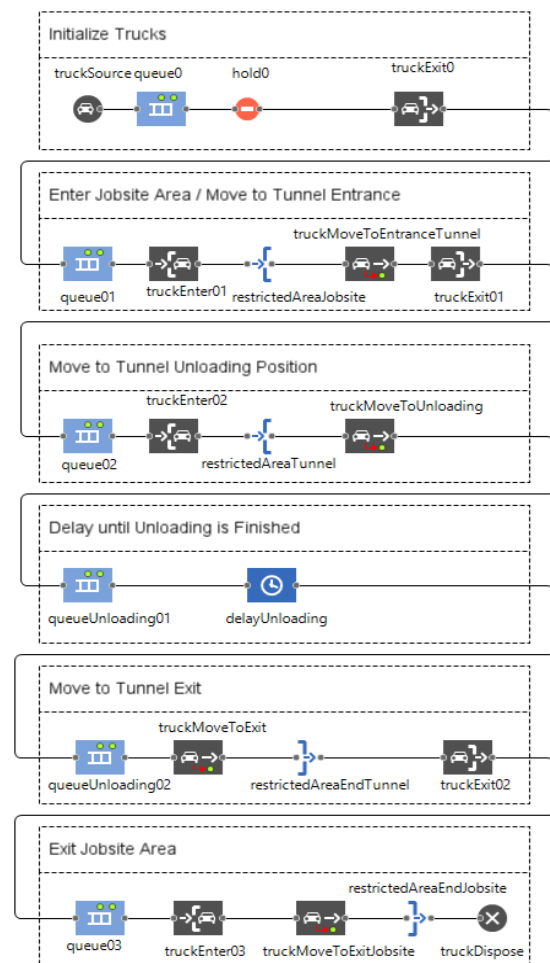 Initialize Trucks
truckSource queue0 hold0 truckExit0
Enter Jobsite Area / Move to Tunnel Entrance
truckMoveToEntranceTunnel
queue01 truckEnter01 restrictedAreaJobsite truckExit01
Move to Tunnel Unloading Position
truckEnter02 truckMoveToUnloading
queue02 restrictedAreaTunnel
Delay until Unloading is Finished
queueUnloading01 delayUnloading
Move to Tunnel Exit
truckMoveToExit
queueUnloading02 restrictedAreaEndTunnel truckExit02
Exit Jobsite Area
restrictedAreaEndJobsite
queue03 truckEnter03 truckMoveToExitJobsite truckDispose